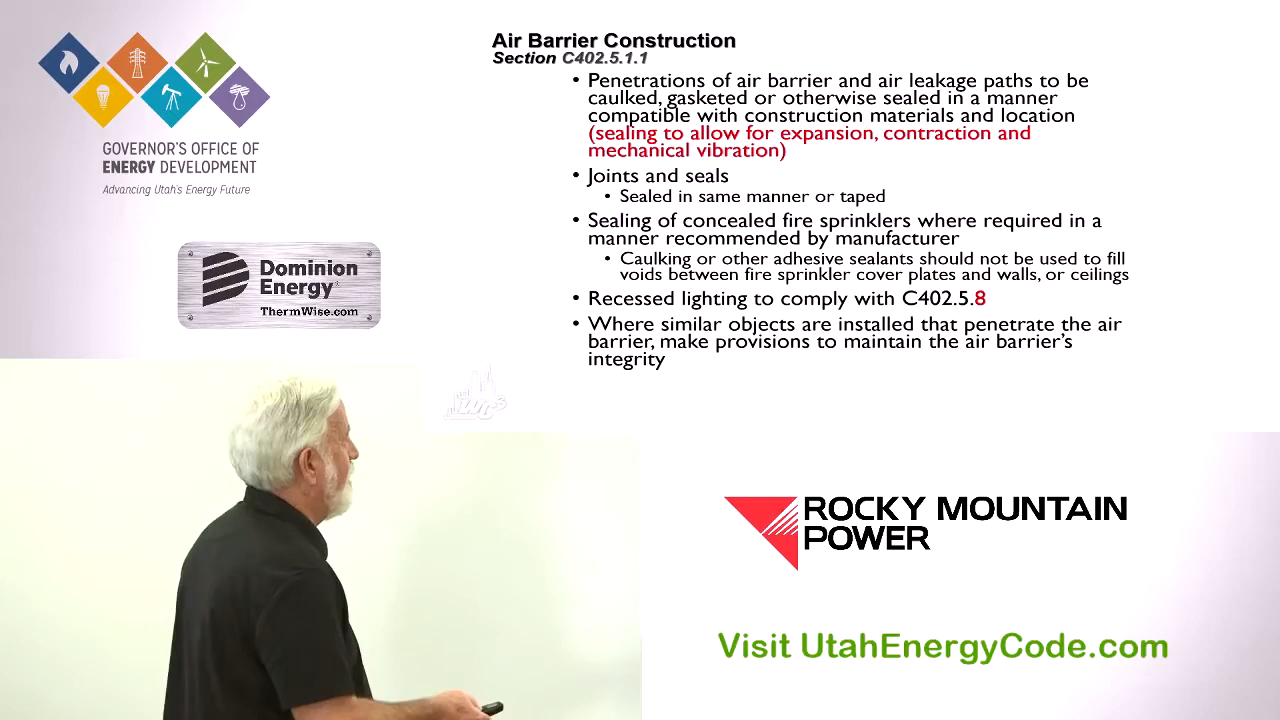 Air Barrier Construction
Section C402.5.1.1
• Penetrations of air barrier and air leakage paths to be
caulked, gasketed or otherwise sealed in a manner
compatible with construction materials and location
(sealing to allow for expansion, contraction and
mechanical vibration)
• Joints and seals
• Sealed in same manner or taped
• Sealing of concealed fire sprinklers where required in a
manner recommended by manufacturer
• Caulking or other adhesive sealants should not be used to fill
voids between fire sprinkler cover plates and walls, or ceilings
• Recessed lighting to comply with C402.5.8
• Where similar objects are installed that penetrate the air
barrier, make provisions to maintain the air barrier's
integrity
GOVERNOR'S OFFICE OF
ENERGY DEVELOPMENT
Advancing Utah's Energy Future
Dominion
Energy®
ThermWise.com
ROCKY MOUNTAIN
POWER
Visit UtahEnergyCode.com